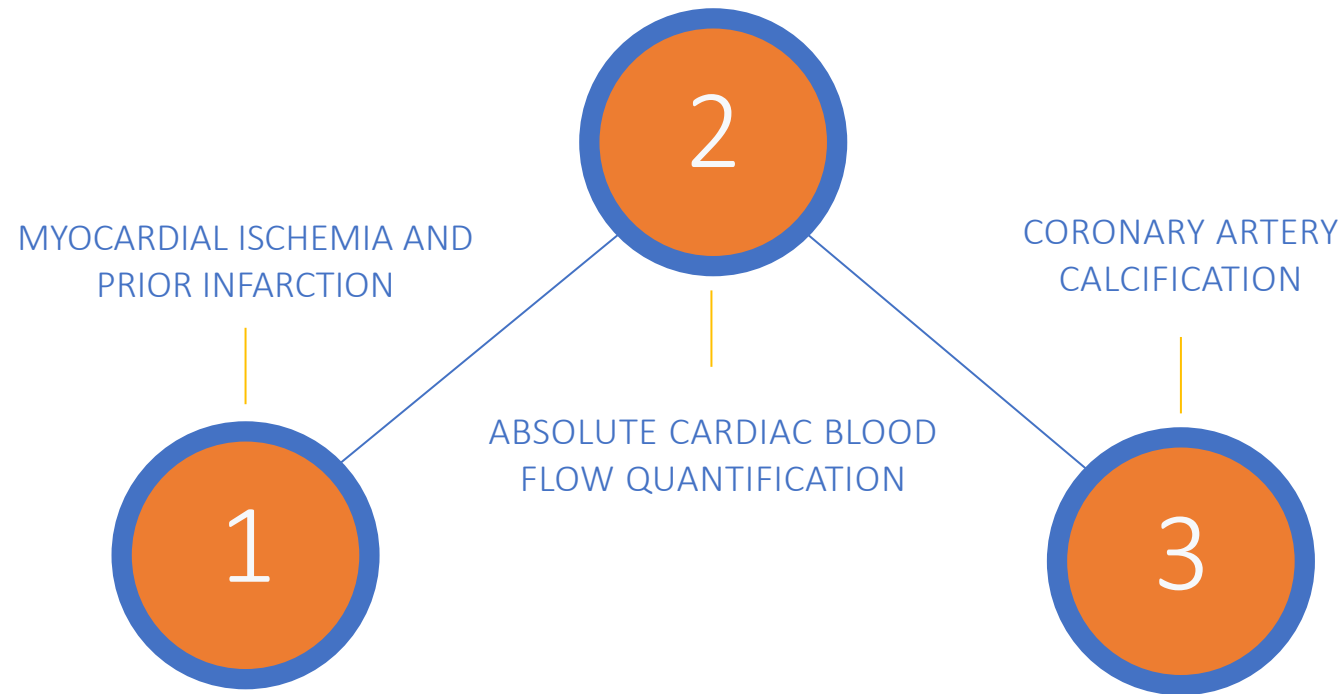 MYOCARDIAL ISCHEMIA AND
PRIOR INFARCTION
1
2
ABSOLUTE CARDIAC BLOOD
FLOW QUANTIFICATION
CORONARY ARTERY
CALCIFICATION
3